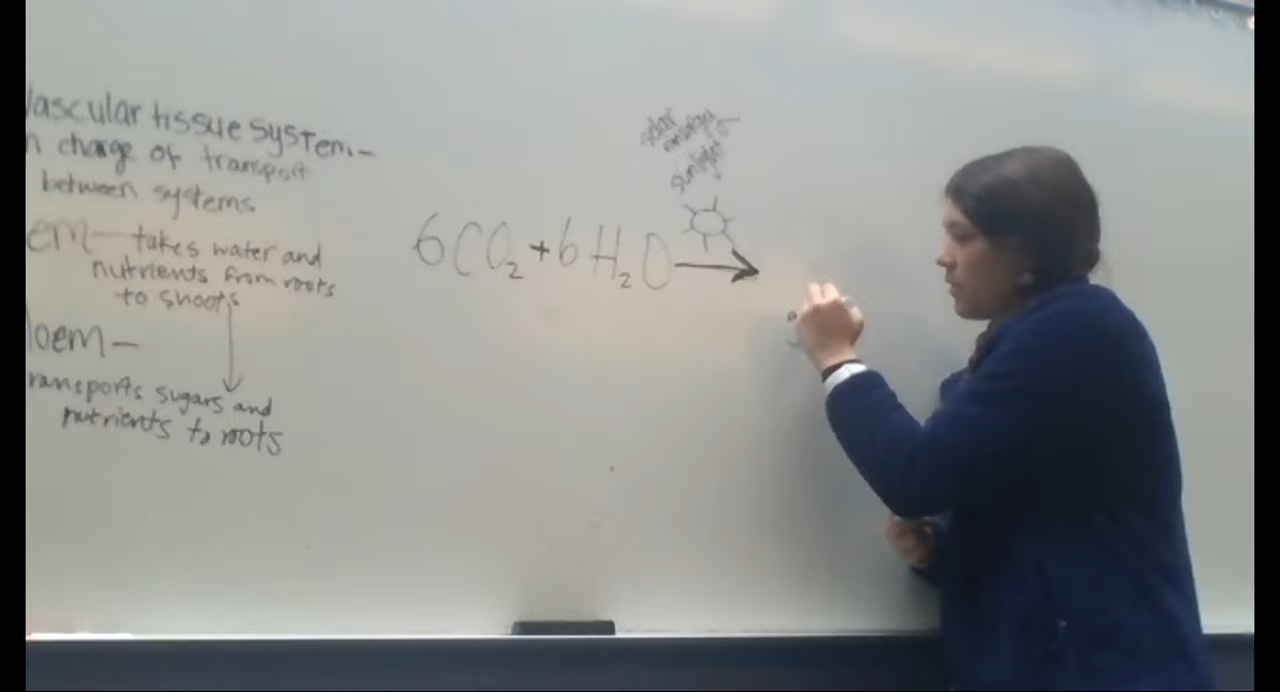 Vascular tissue system-
n charge of transport
between systems
em- takes water and
nutrients from roots
to shoots
loem-
ransports sugars and
nutrients to roots
solar
energy-
sunlight
6CO₂+6H₂O→